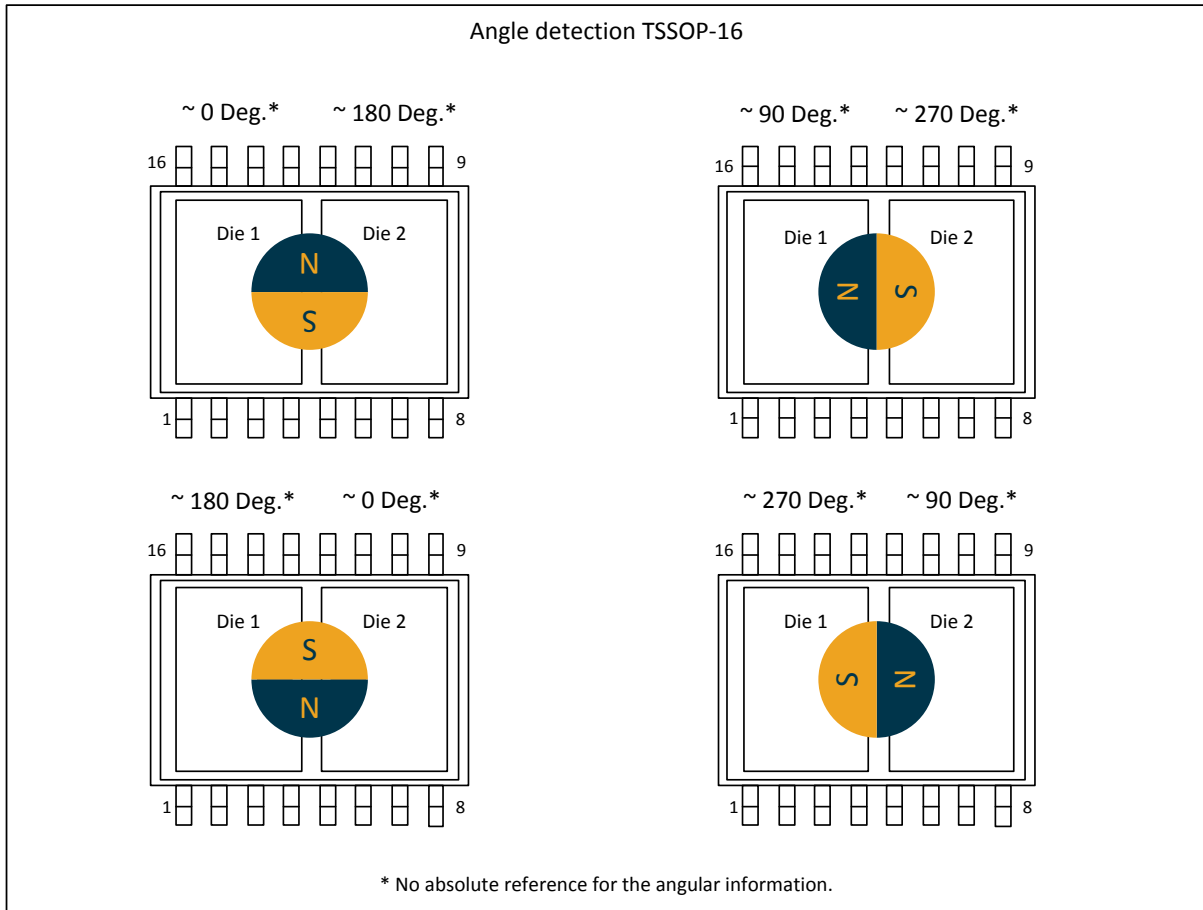 Angle detection TSSOP-16
~ 0 Deg.* ~ 180 Deg.*
16 9
Die 1 Die 2
N
S
1 8
~ 90 Deg.* ~ 270 Deg.*
16 9
Die 1 Die 2
N S
1 8
~ 180 Deg.* ~ 0 Deg.*
16 9
Die 1 Die 2
S
N
1 8
~ 270 Deg.* ~ 90 Deg.*
16 9
Die 1 Die 2
S N
1 8
* No absolute reference for the angular information.